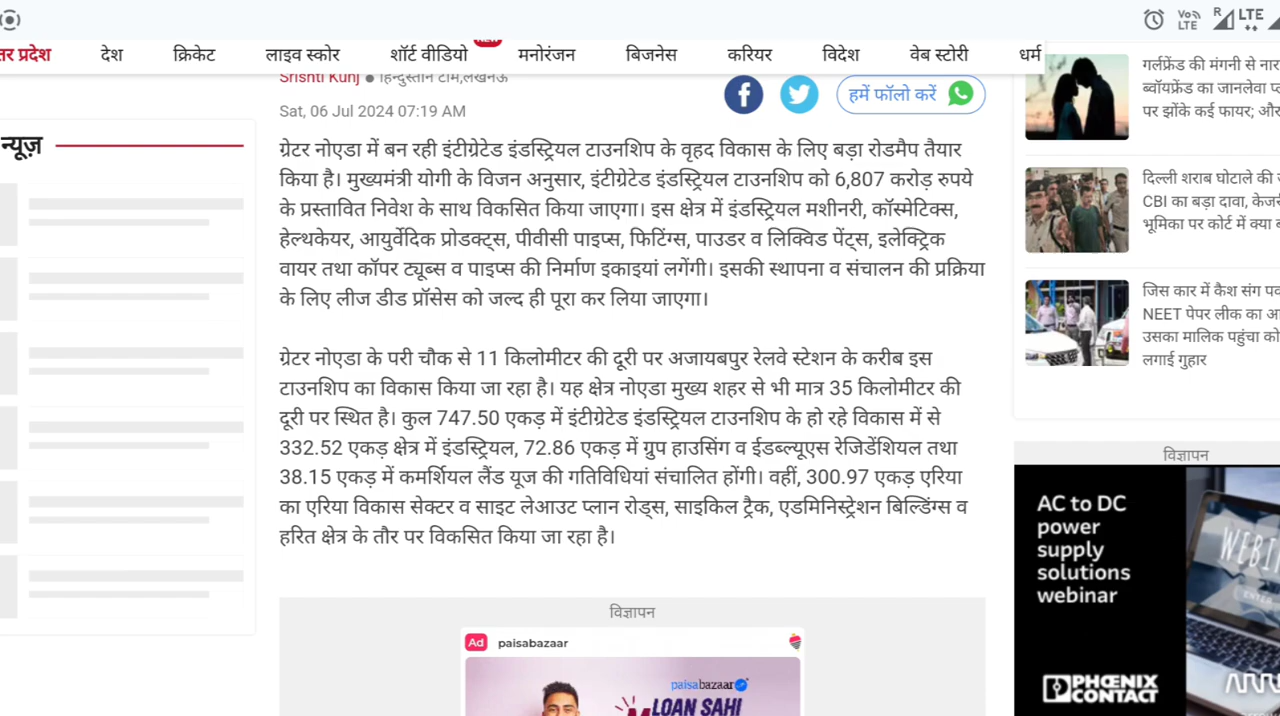 VoLTE
R LTE
तर प्रदेश देश क्रिकेट लाइव स्कोर शॉर्ट वीडियो मनोरंजन बिजनेस करियर विदेश वेब स्टोरी धर्म
Srishti Kunj ● हिन्दुस्तान टीम,लखनऊ
Sat, 06 Jul 2024 07:19 AM
हमें फॉलो करें
न्यूज़
ग्रेटर नोएडा में बन रही इंटीग्रेटेड इंडस्ट्रियल टाउनशिप के वृहद विकास के लिए बड़ा रोडमैप तैयार
किया है। मुख्यमंत्री योगी के विजन अनुसार, इंटीग्रेटेड इंडस्ट्रियल टाउनशिप को 6,807 करोड़ रुपये
के प्रस्तावित निवेश के साथ विकसित किया जाएगा। इस क्षेत्र में इंडस्ट्रियल मशीनरी, कॉस्मेटिक्स,
हेल्थकेयर, आयुर्वेदिक प्रोडक्ट्स, पीवीसी पाइप्स, फिटिंग्स, पाउडर व लिक्विड पेंट्स, इलेक्ट्रिक
वायर तथा कॉपर ट्यूब्स व पाइप्स की निर्माण इकाइयां लगेंगी। इसकी स्थापना व संचालन की प्रक्रिया
के लिए लीज डीड प्रॉसेस को जल्द ही पूरा कर लिया जाएगा।
ग्रेटर नोएडा के परी चौक से 11 किलोमीटर की दूरी पर अजायबपुर रेलवे स्टेशन के करीब इस
टाउनशिप का विकास किया जा रहा है। यह क्षेत्र नोएडा मुख्य शहर से भी मात्र 35 किलोमीटर की
दूरी पर स्थित है। कुल 747.50 एकड़ में इंटीग्रेटेड इंडस्ट्रियल टाउनशिप के हो रहे विकास में से
332.52 एकड़ क्षेत्र में इंडस्ट्रियल, 72.86 एकड़ में ग्रुप हाउसिंग व ईडब्ल्यूएस रेजिडेंशियल तथा
38.15 एकड़ में कमर्शियल लैंड यूज की गतिविधियां संचालित होंगी। वहीं, 300.97 एकड़ एरिया
का एरिया विकास सेक्टर व साइट लेआउट प्लान रोड्स, साइकिल ट्रैक, एडमिनिस्ट्रेशन बिल्डिंग्स व
हरित क्षेत्र के तौर पर विकसित किया जा रहा है।
विज्ञापन
Ad paisabazaar
paisabazaar
LOAN SAHI
गर्लफ्रेंड की मंगनी से नार
ब्वॉयफ्रेंड का जानलेवा
पर झोंके कई फायर; और
दिल्ली शराब घोटाले की
CBI का बड़ा दावा, केजर
भूमिका पर कोर्ट में क्या
जिस कार में कैश संग
NEET पेपर लीक का
उसका मालिक पहुंचा को
लगाई गुहार
विज्ञापन
AC to DC
power
supply
solutions
webinar
WEBIN
ENTER
PHŒNIX
CONTACT